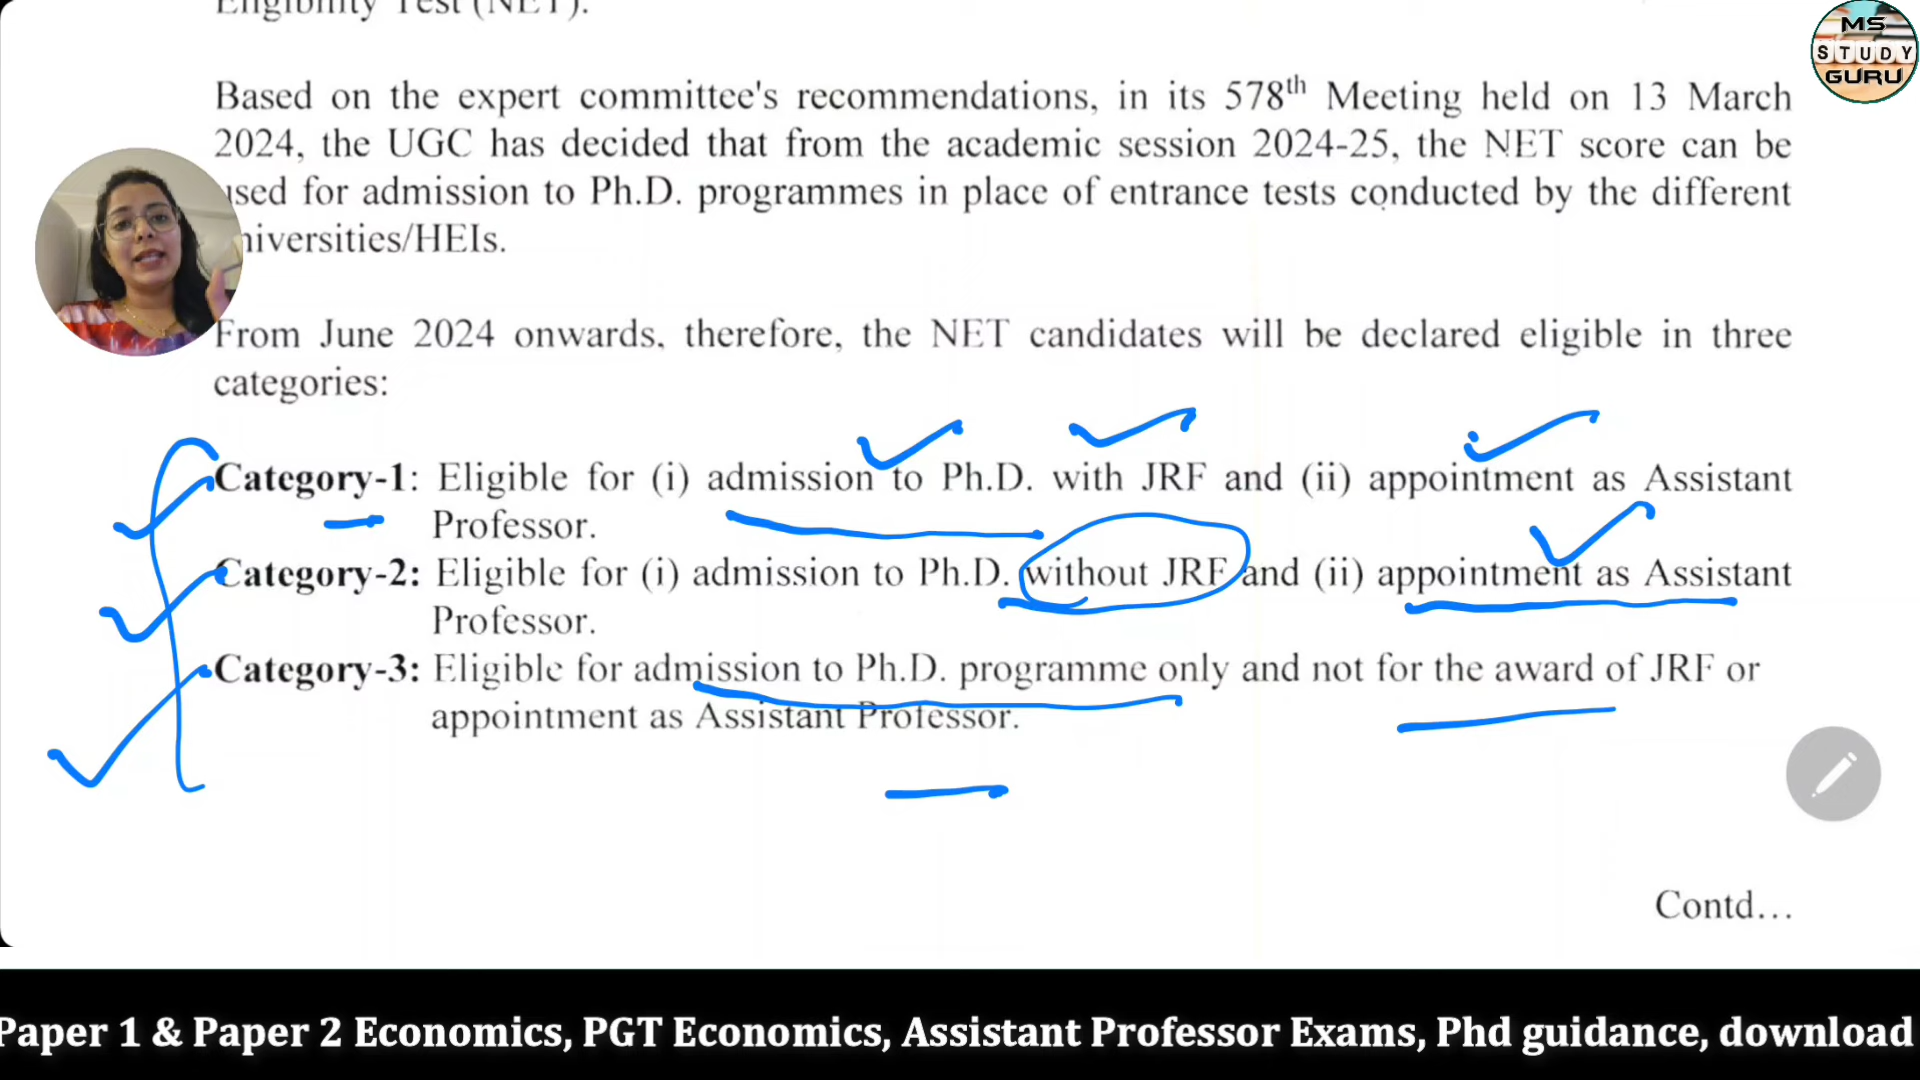 Eligibility Test (NET).
MS
STUDY
GURU
Based on the expert committee's recommendations, in its 578th Meeting held on 13 March
2024, the UGC has decided that from the academic session 2024-25, the NET score can be
used for admission to Ph.D. programmes in place of entrance tests conducted by the different
niversities/HEIs.
From June 2024 onwards, therefore, the NET candidates will be declared eligible in three
categories:
Category-1: Eligible for (i) admission to Ph.D. with JRF and (ii) appointment as Assistant
Professor.
Category-2: Eligible for (i) admission to Ph.D. without JRF and (ii) appointment as Assistant
Professor.
Category-3: Eligible for admission to Ph.D. programme only and not for the award of JRF or
appointment as Assistant Professor.
Contd...
Paper 1 & Paper 2 Economics, PGT Economics, Assistant Professor Exams, Phd guidance, download